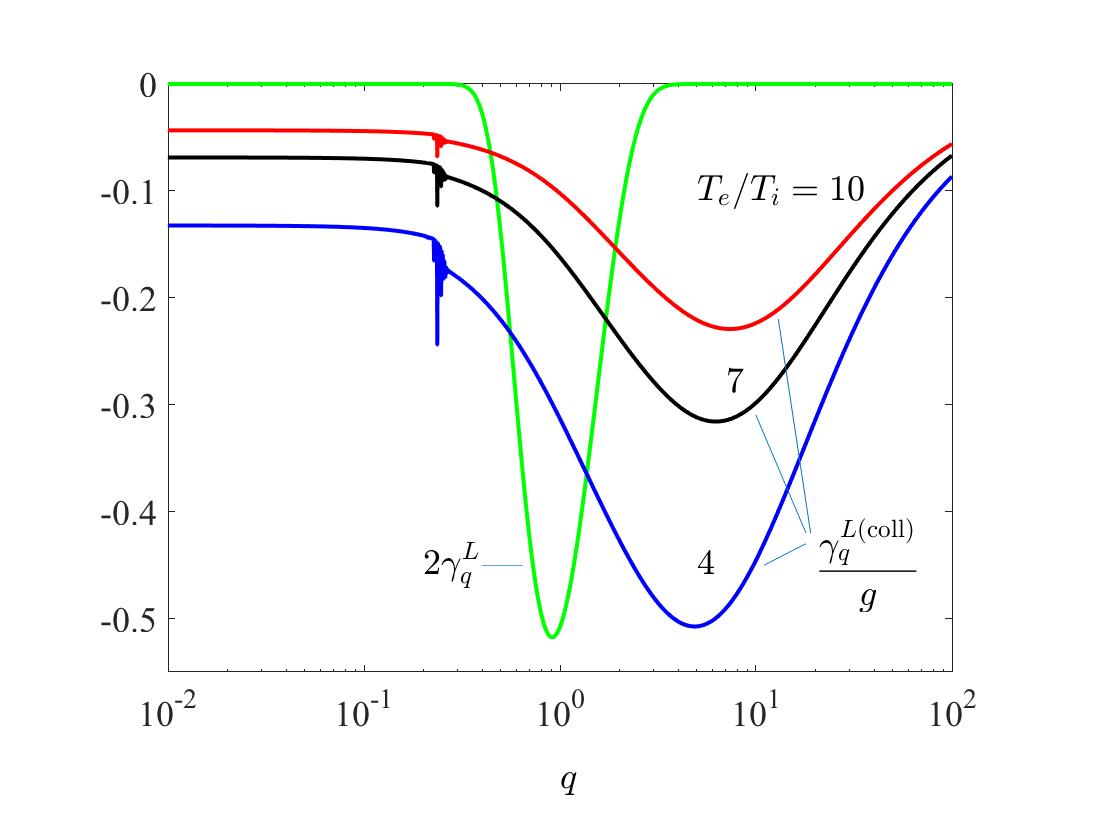 0
-0.1
-0.2
-0.3
-0.4
-0.5
T_e/T_i = 10
7
4
2γ_q^L
γ_q^{L(coll)}
g
10^{-2} 10^{-1} 10^0 10^1 10^2
q